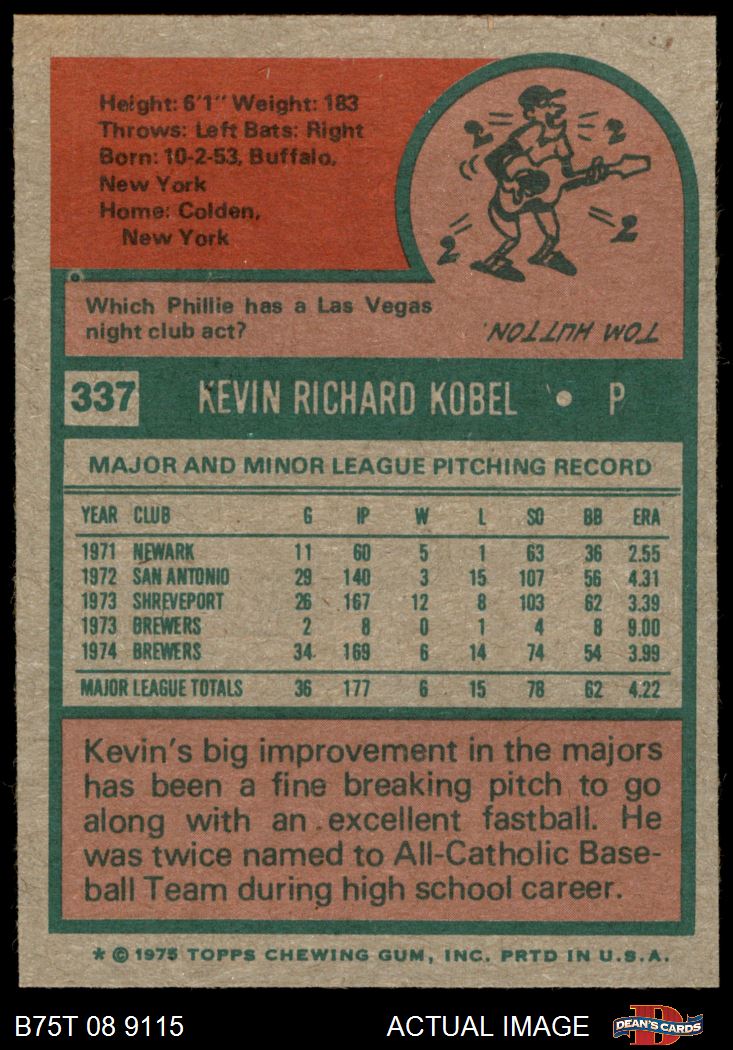 Height: 6'1" Weight: 183
Throws: Left Bats: Right
Born: 10-2-53, Buffalo,
New York
Home: Colden,
New York
2 2
2 2
Which Phillie has a Las Vegas
night club act?
TOM HUTTON.
337 KEVIN RICHARD KOBEL • P
MAJOR AND MINOR LEAGUE PITCHING RECORD
YEAR CLUB G IP W L SO BB ERA
1971 NEWARK 11 60 5 1 63 36 2.55
1972 SAN ANTONIO 29 140 3 15 107 56 4.31
1973 SHREVEPORT 26 167 12 8 103 62 3.39
1973 BREWERS 2 8 0 1 4 8 9.00
1974 BREWERS 34 169 6 14 74 54 3.99
MAJOR LEAGUE TOTALS 36 177 6 15 78 62 4.22
Kevin's big improvement in the majors
has been a fine breaking pitch to go
along with an excellent fastball. He
was twice named to All-Catholic Base-
ball Team during high school career.
* © 1975 TOPPS CHEWING GUM, INC. PRTD IN U.S.A.
B75T 08 9115 ACTUAL IMAGE D DEAN'S CARDS